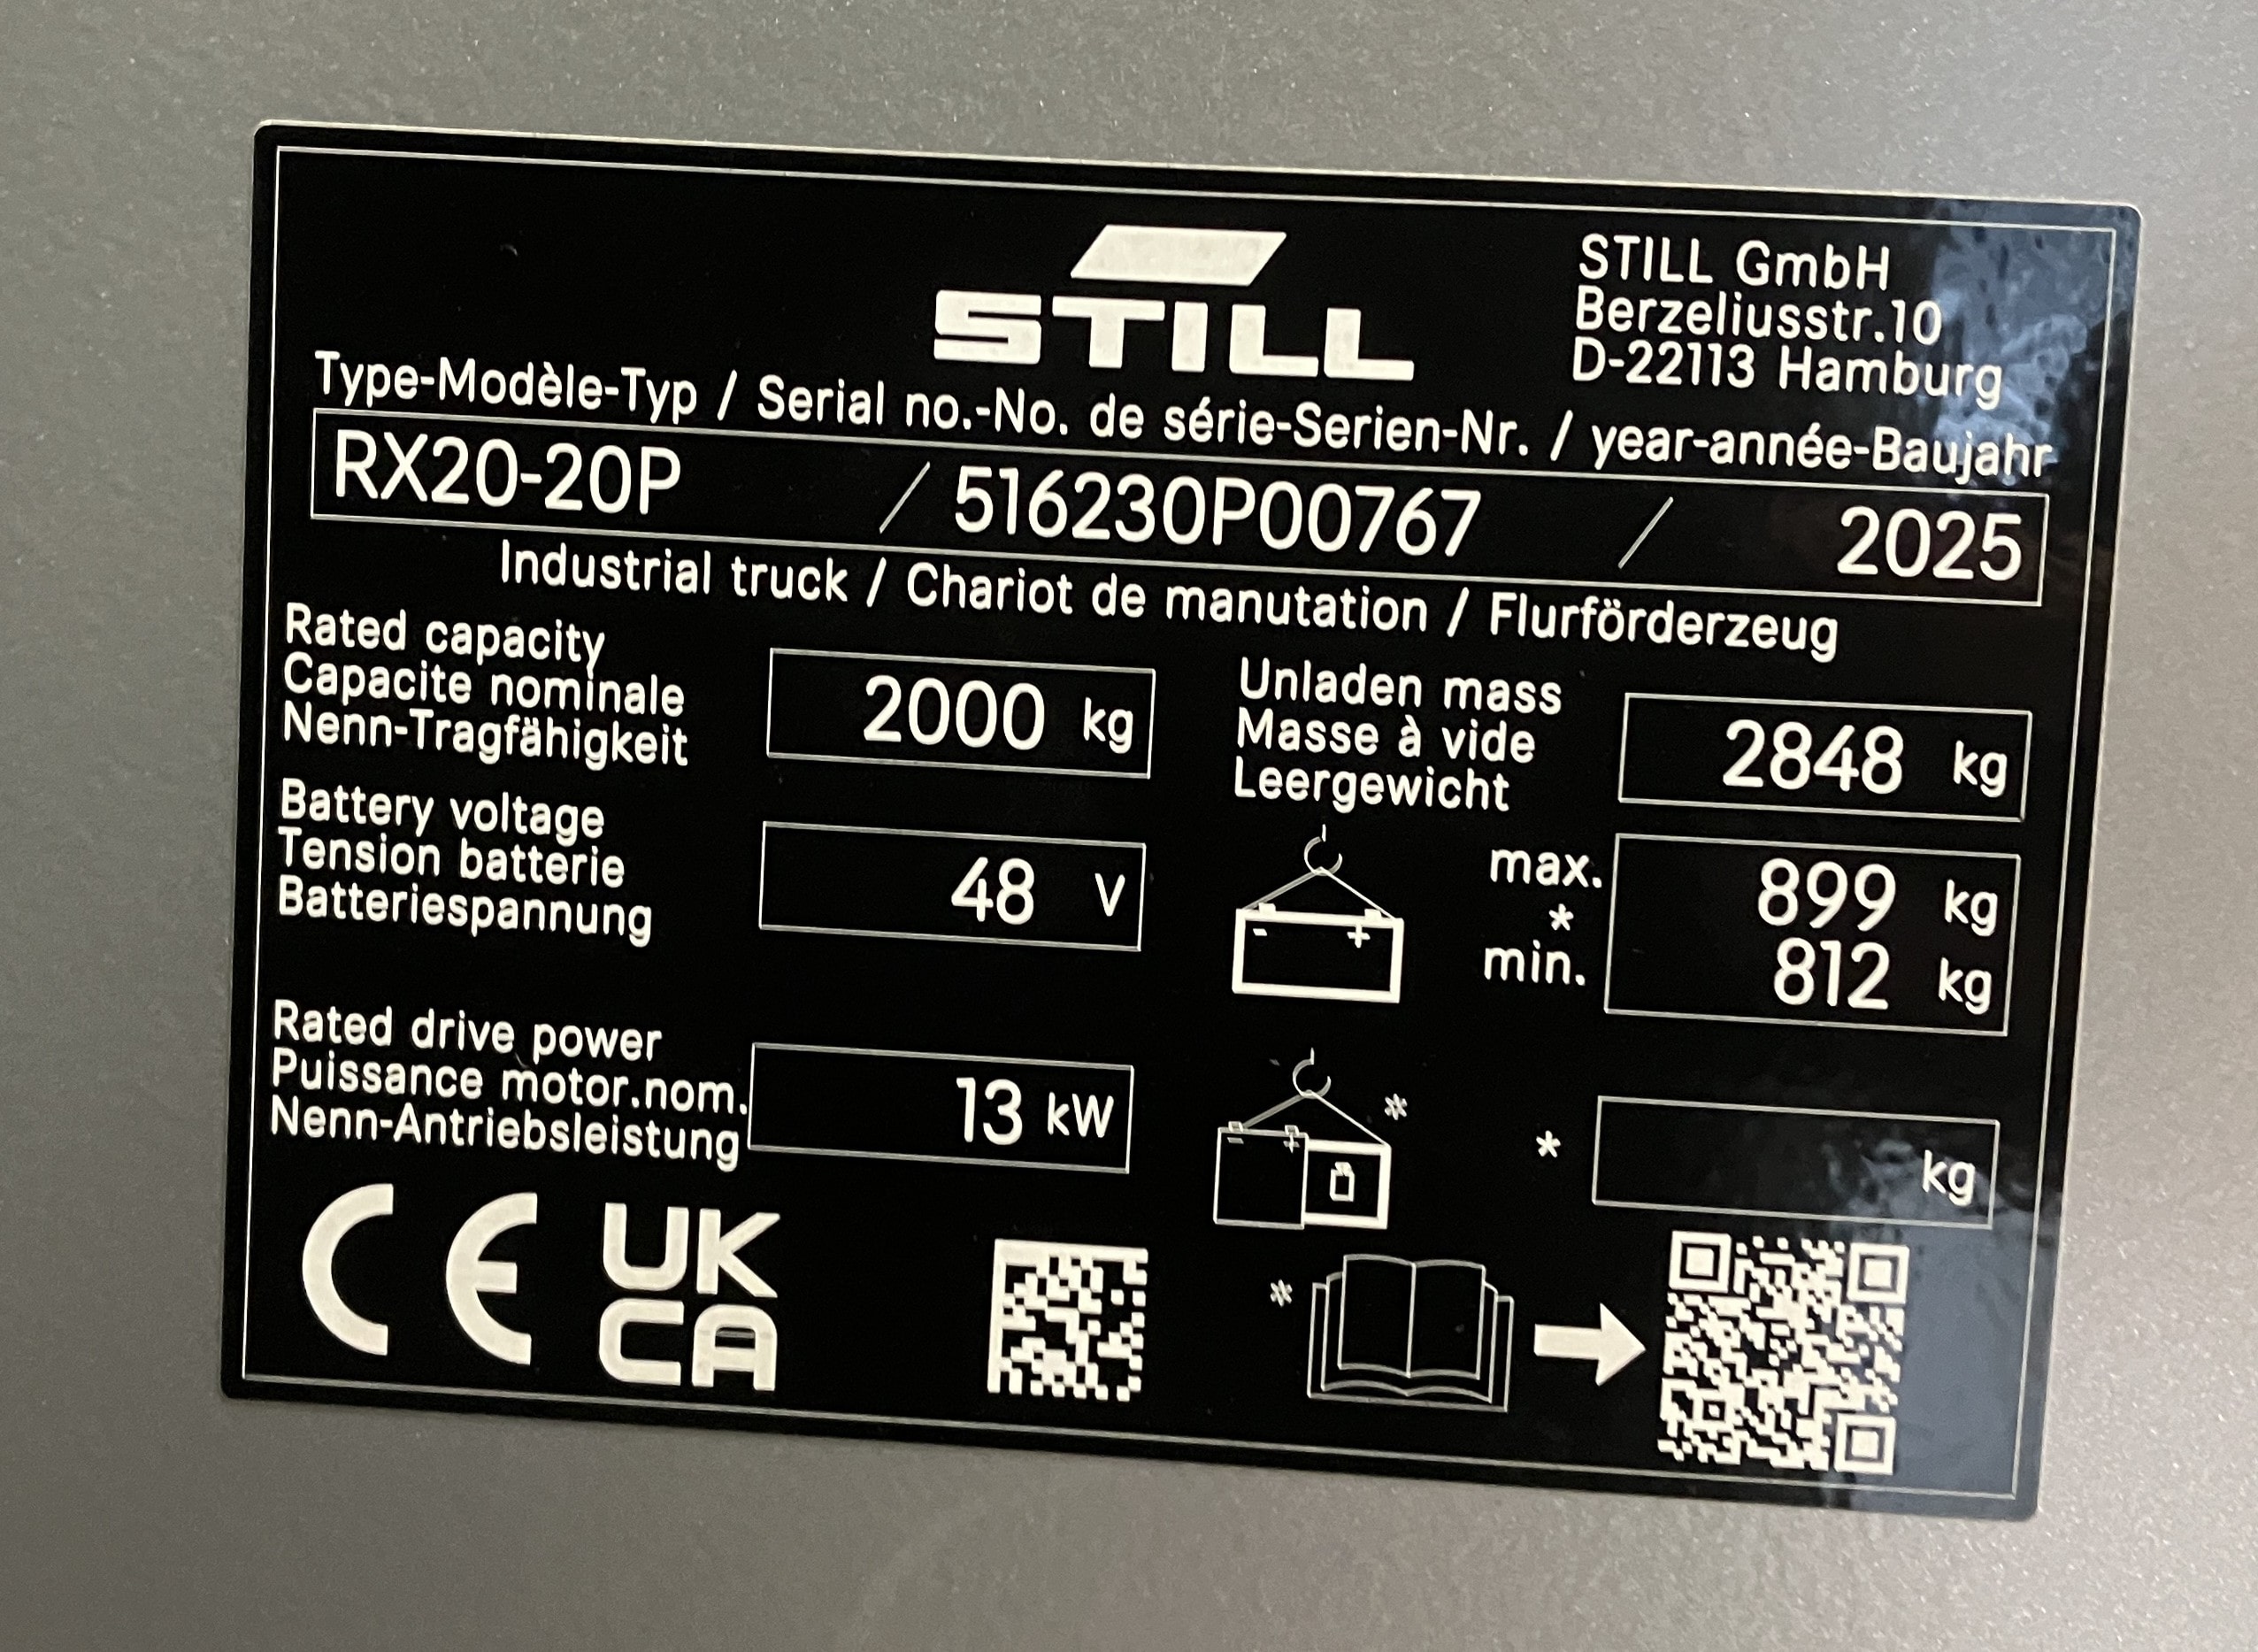 STILL
STILL GmbH
Berzeliusstr.10
D-22113 Hamburg
Type-Modèle-Typ / Serial no.-No. de série-Serien-Nr. / year-année-Baujahr
RX20-20P / 516230P00767 / 2025
Industrial truck / Chariot de manutation / Flurförderzeug
Rated capacity
Capacite nominale
Nenn-Tragfähigkeit
2000 kg
Unladen mass
Masse à vide
Leergewicht
2848 kg
Battery voltage
Tension batterie
Batteriespannung
48 V
- +
max. 899 kg
*
min. 812 kg
Rated drive power
Puissance motor.nom.
Nenn-Antriebsleistung
13 kW
- + *
* kg
CE
UK
CA
*